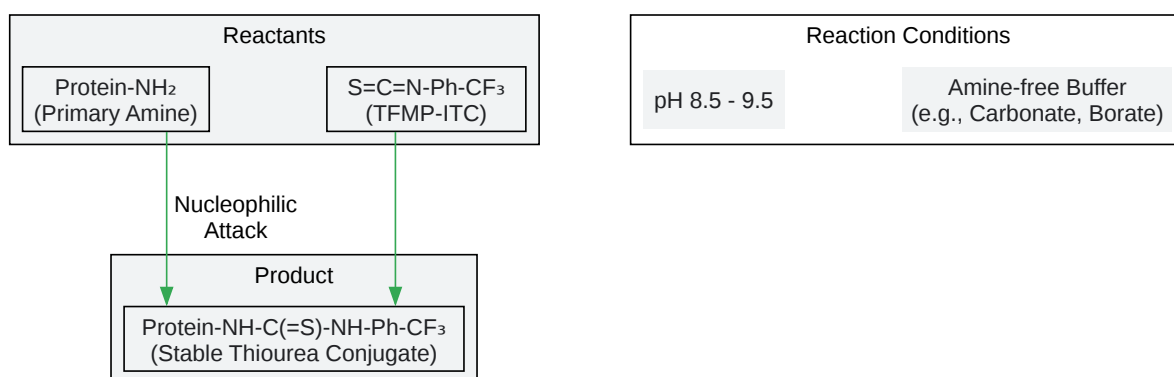 Reactants
Protein-NH₂
(Primary Amine)
S=C=N-Ph-CF₃
(TFMP-ITC)
Nucleophilic
Attack
Product
Protein-NH-C(=S)-NH-Ph-CF₃
(Stable Thiourea Conjugate)
Reaction Conditions
pH 8.5 - 9.5
Amine-free Buffer
(e.g., Carbonate, Borate)